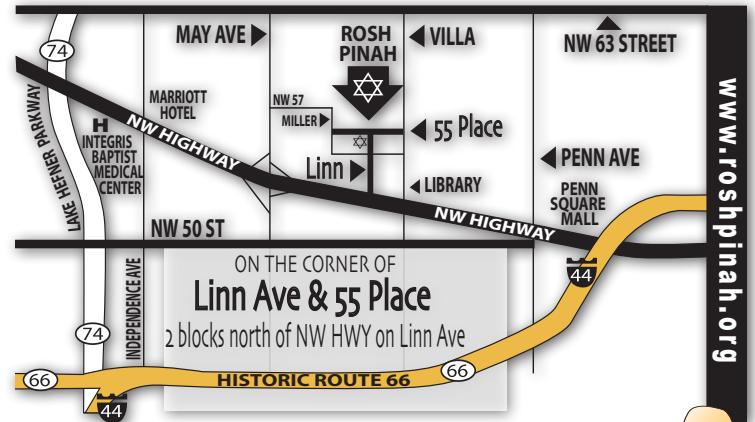 74
MAY AVE
ROSH
PINAH
VILLA
NW 63 STREET
LAKE HEFNER PARKWAY
MARRIOTT
HOTEL
NW 57
MILLER
55 Place
H
INTEGRIS
BAPTIST
MEDICAL
CENTER
NW HIGHWAY
Linn
LIBRARY
PENN AVE
PENN
SQUARE
MALL
NW HIGHWAY
NW 50 ST
INDEPENDENCE AVE
ON THE CORNER OF
Linn Ave & 55 Place
2 blocks north of NW HWY on Linn Ave
44
74
66
HISTORIC ROUTE 66
66
44
www.roshpinah.org